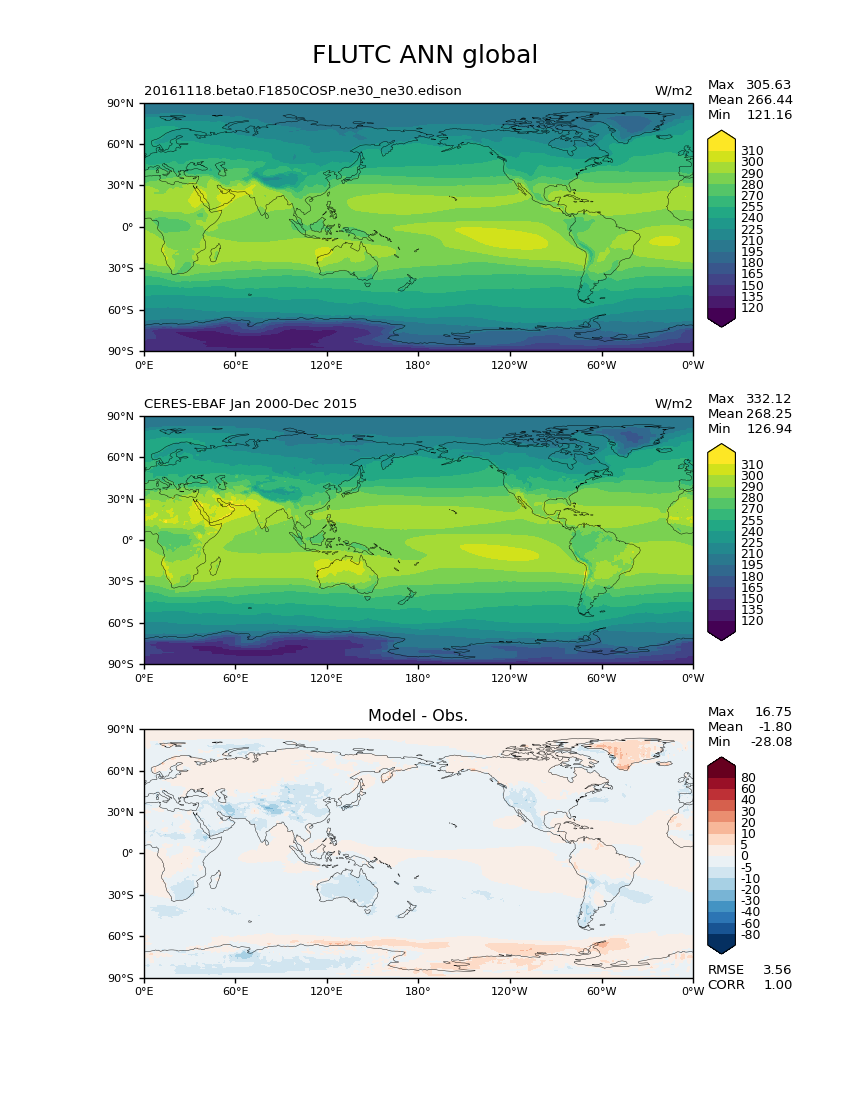 FLUTC ANN global
20161118.beta0.F1850COSP.ne30_ne30.edison W/m2
Max 305.63
Mean 266.44
Min 121.16
90°N
60°N
30°N
0°
30°S
60°S
90°S
0°E 60°E 120°E 180° 120°W 60°W 0°W
310
300
290
280
270
255
240
225
210
195
180
165
150
135
120
CERES-EBAF Jan 2000-Dec 2015 W/m2
Max 332.12
Mean 268.25
Min 126.94
90°N
60°N
30°N
0°
30°S
60°S
90°S
0°E 60°E 120°E 180° 120°W 60°W 0°W
310
300
290
280
270
255
240
225
210
195
180
165
150
135
120
Model - Obs.
Max 16.75
Mean -1.80
Min -28.08
90°N
60°N
30°N
0°
30°S
60°S
90°S
0°E 60°E 120°E 180° 120°W 60°W 0°W
80
60
40
30
20
10
5
0
-5
-10
-20
-30
-40
-60
-80
RMSE 3.56
CORR 1.00